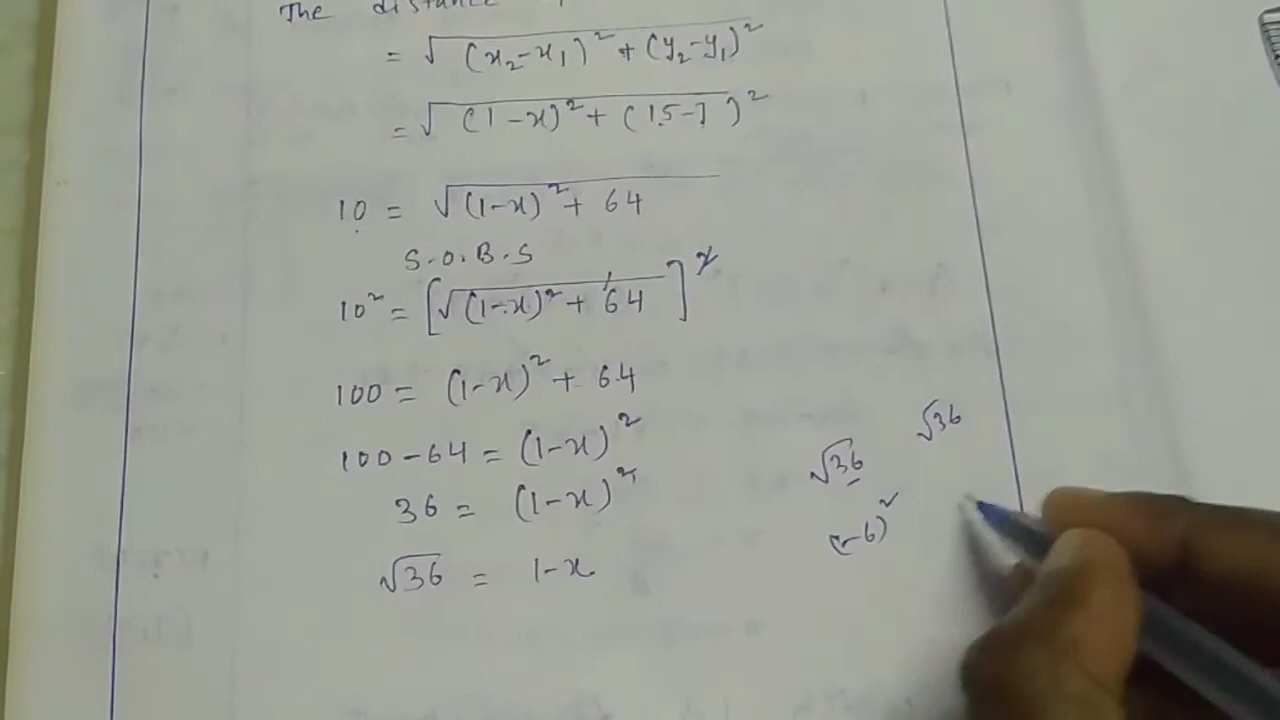 The distance
= √(x₂-x₁)² + (y₂-y₁)²
= √(1-x)² + (15-7)²
10 = √(1-x)² + 64
S.O.B.S
10² = [√(1-x)² + 64]²
100 = (1-x)² + 64
100-64 = (1-x)²
36 = (1-x)²
√36 = 1-x
√36
(-6)²
√36